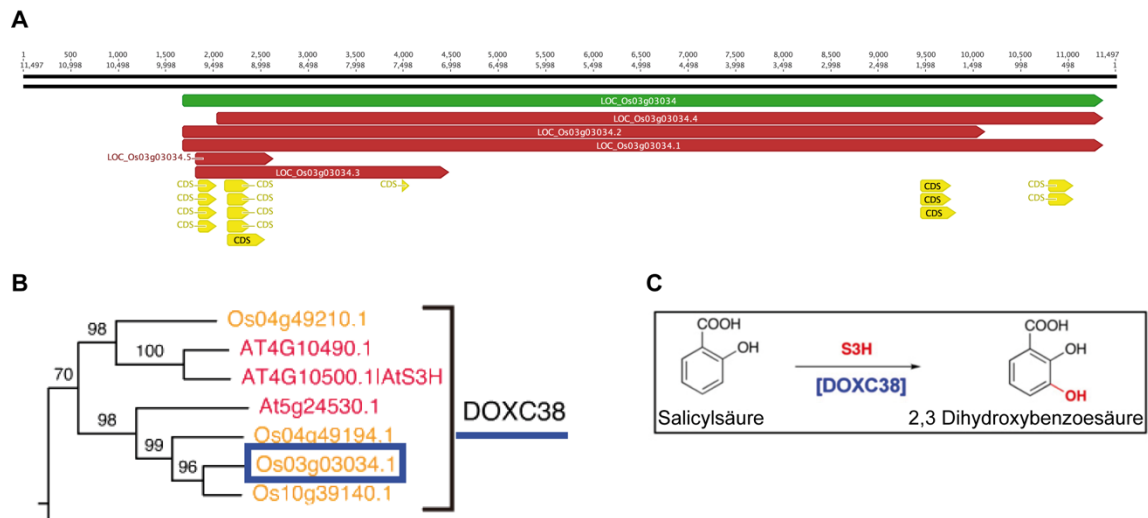 A
1 500 1,000 1,500 2,000 2,500 3,000 3,500 4,000 4,500 5,000 5,500 6,000 6,500 7,000 7,500 8,000 8,500 9,000 9,500 10,000 10,500 11,000 11,497
11,497 10,998 10,498 9,998 9,498 8,998 8,498 7,998 7,498 6,998 6,498 5,998 5,498 4,998 4,498 3,998 3,498 2,998 2,498 1,998 1,498 998 498 1
LOC_Os03g03034
LOC_Os03g03034.4
LOC_Os03g03034.2
LOC_Os03g03034.1
LOC_Os03g03034.5
LOC_Os03g03034.3
CDS CDS CDS CDS CDS
CDS CDS CDS CDS
CDS CDS CDS
CDS CDS
CDS
B
Os04g49210.1
98
AT4G10490.1
100
AT4G10500.1|AtS3H
70
At5g24530.1
98
Os04g49194.1
99
Os03g03034.1
96
Os10g39140.1
DOXC38
C
COOH
OH
Salicylsäure
S3H
[DOXC38]
COOH
OH
OH
2,3 Dihydroxybenzoesäure